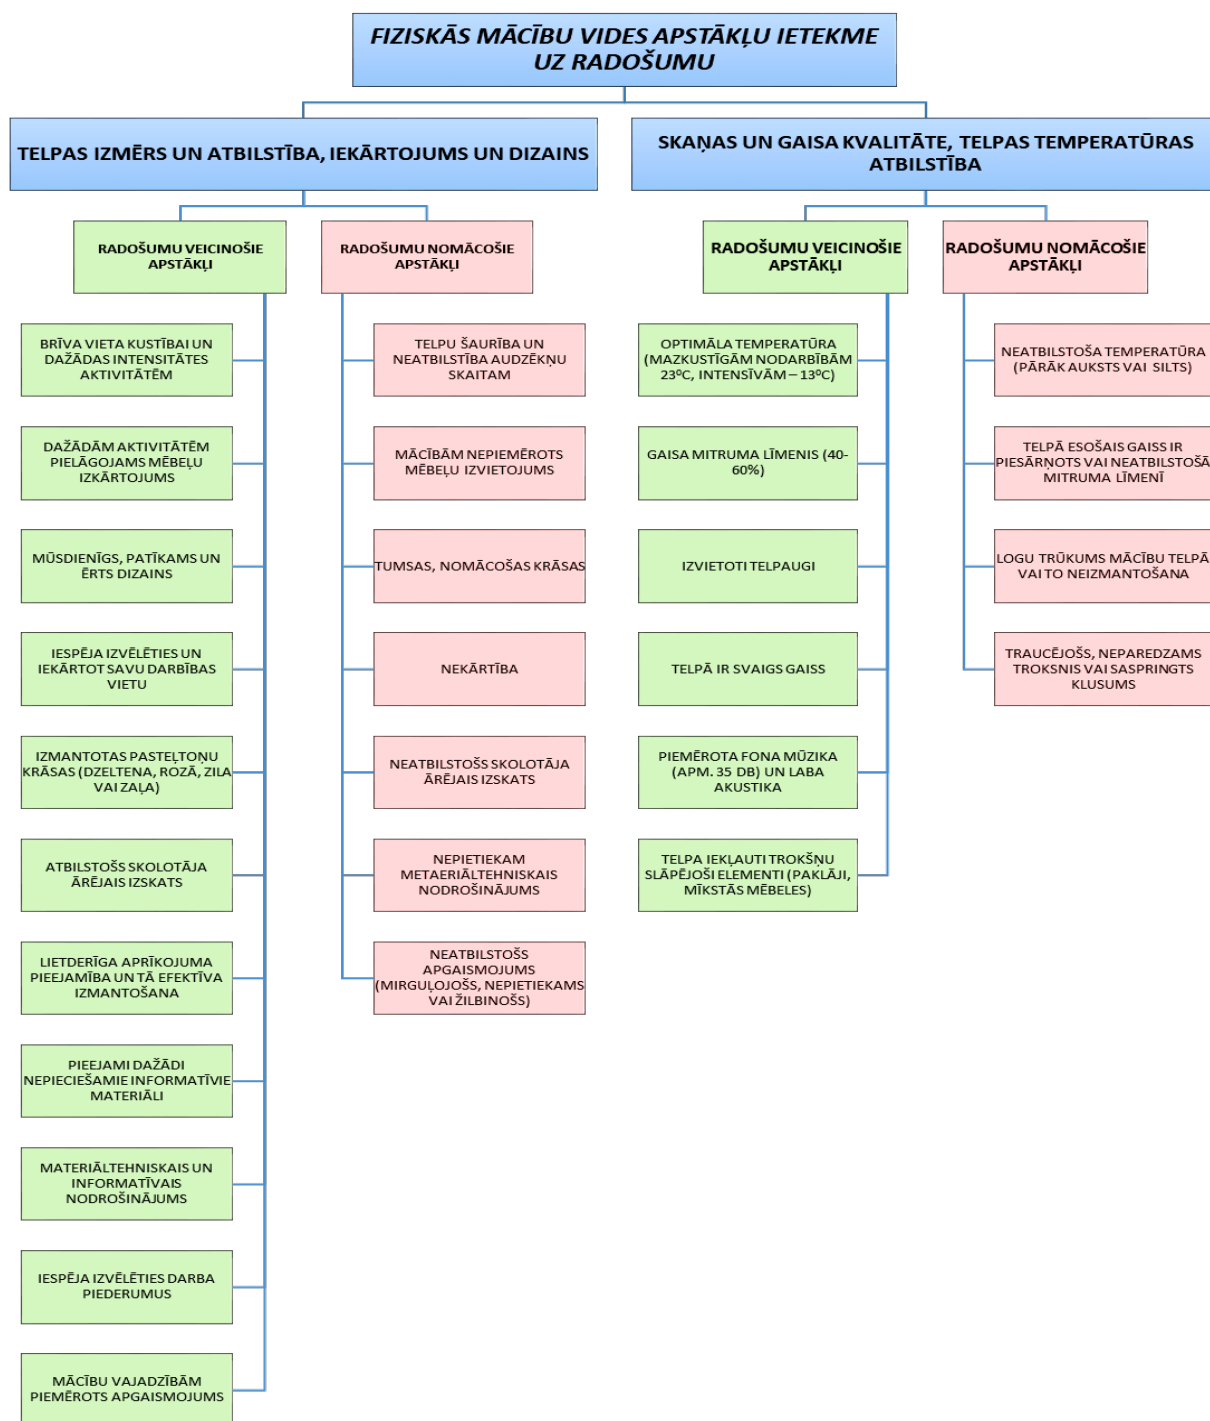 FIZISKĀS MĀCĪBU VIDES APSTĀKĻU IETEKME
UZ RADOŠUMU
TELPAS IZMĒRS UN ATBILSTĪBA, IEKĀRTOJUMS UN DIZAINS
RADOŠUMU VEICINOŠIE
APSTĀKĻI
BRĪVA VIETA KUSTĪBAI UN
DAŽĀDAS INTENSITĀTES
AKTIVITĀTĒM
DAŽĀDĀM AKTIVITĀTĒM
PIELĀGOJAMS MĒBEĻU
IZKĀRTOJUMS
MŪSDIENĪGS, PATĪKAMS UN
ĒRTS DIZAINS
IESPĒJA IZVĒLĒTIES UN
IEKĀRTOT SAVU DARBĪBAS
VIETU
IZMANTOTAS PASTEĻTOŅU
KRĀSAS (DZELTENA, ROZĀ, ZILA
VAI ZAĻA)
ATBILSTOŠS SKOLOTĀJA
ĀRĒJAIS IZSKATS
LIETDERĪGA APRĪKOJUMA
PIEEJAMĪBA UN TĀ EFEKTĪVA
IZMANTOŠANA
PIEEJAMI DAŽĀDI
NEPIECIEŠAMIE INFORMATĪVIE
MATERIĀLI
MATERIĀLTEHNISKAIS UN
INFORMATĪVAIS
NODROŠINĀJUMS
IESPĒJA IZVĒLĒTIES DARBA
PIEDERUMUS
MĀCĪBU VAJADZĪBĀM
PIEMĒROTS APGAISMOJUMS
RADOŠUMU NOMĀCOŠIE
APSTĀKĻI
TELPU ŠAURĪBA UN
NEATBILSTĪBA AUDZĒKŅU
SKAITAM
MĀCĪBĀM NEPIEMĒROTS
MĒBEĻU IZVIETOJUMS
TUMSAS, NOMĀCOŠAS KRĀSAS
NEKĀRTĪBA
NEATBILSTOŠS SKOLOTĀJA
ĀRĒJAIS IZSKATS
NEPIETIEKAM
METAERIĀLTEHNISKAIS
NODROŠINĀJUMS
NEATBILSTOŠS
APGAISMOJUMS
(MIRGUĻOJOŠS, NEPIETIEKAMS
VAI ŽILBINOŠS)
SKAŅAS UN GAISA KVALITĀTE, TELPAS TEMPERATŪRAS
ATBILSTĪBA
RADOŠUMU VEICINOŠIE
APSTĀKĻI
OPTIMĀLA TEMPERATŪRA
(MAZKUSTĪGĀM NODARBĪBĀM
23⁰C, INTENSĪVĀM – 13⁰C)
GAISA MITRUMA LĪMENIS (40-
60%)
IZVIETOTI TELPAUGI
TELPĀ IR SVAIGS GAISS
PIEMĒROTA FONA MŪZIKA
(APM. 35 DB) UN LABA
AKUSTIKA
TELPA IEKĻAUTI TROKŠŅU
SLĀPĒJOŠI ELEMENTI (PAKLĀJI,
MĪKSTĀS MĒBELES)
RADOŠUMU NOMĀCOŠIE
APSTĀKĻI
NEATBILSTOŠA TEMPERATŪRA
(PĀRĀK AUKSTS VAI SILTS)
TELPĀ ESOŠAIS GAISS IR
PIESĀRŅOTS VAI NEATBILSTOŠĀ
MITRUMA LĪMENĪ
LOGU TRŪKUMS MĀCĪBU TELPĀ
VAI TO NEIZMANTOŠANA
TRAUCĒJOŠS, NEPAREDZAMS
TROKSNIS VAI SASPRINGTS
KLUSUMS